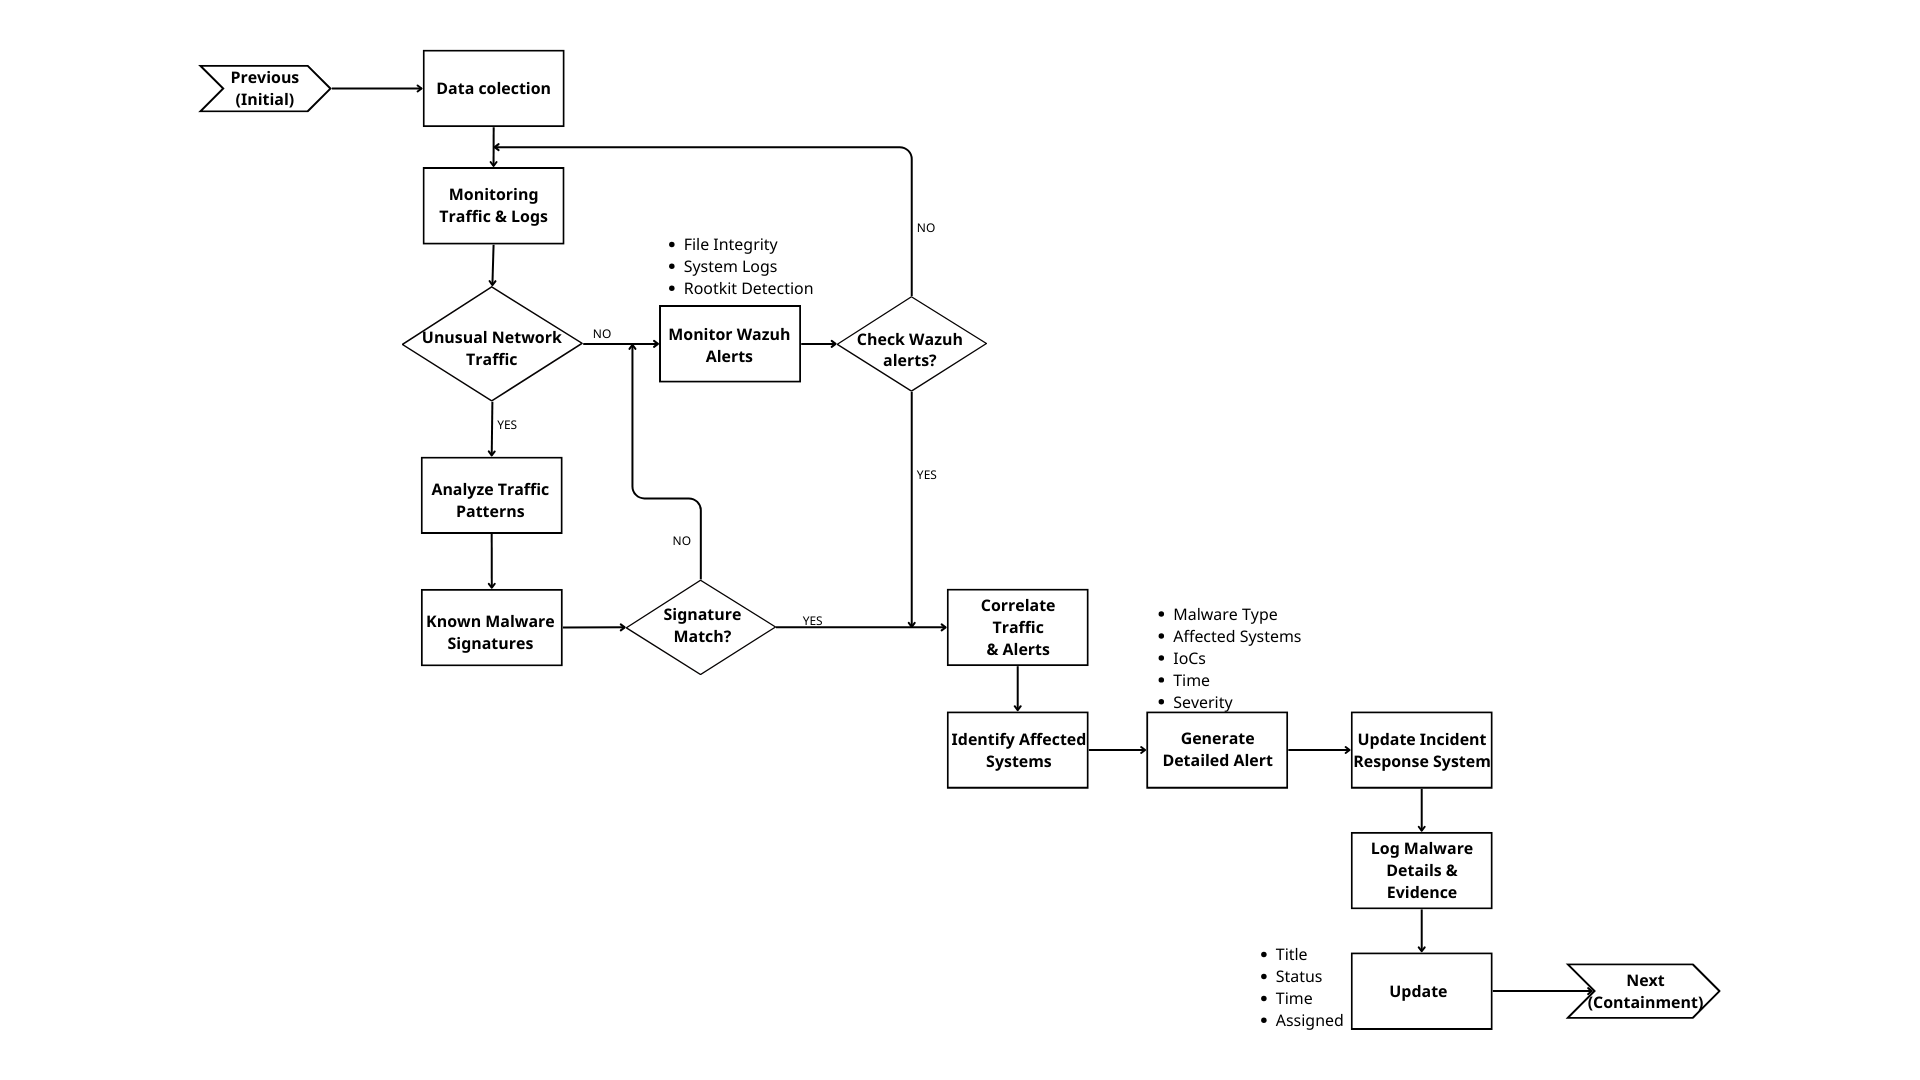 Previous
(Initial)
Data colection
Monitoring
Traffic & Logs
NO
• File Integrity
• System Logs
• Rootkit Detection
Unusual Network
Traffic
NO
Monitor Wazuh
Alerts
Check Wazuh
alerts?
YES
YES
Analyze Traffic
Patterns
NO
Known Malware
Signatures
Signature
Match?
YES
Correlate
Traffic
& Alerts
• Malware Type
• Affected Systems
• IoCs
• Time
• Severity
Identify Affected
Systems
Generate
Detailed Alert
Update Incident
Response System
Log Malware
Details &
Evidence
• Title
• Status
• Time
• Assigned
Update
Next
(Containment)